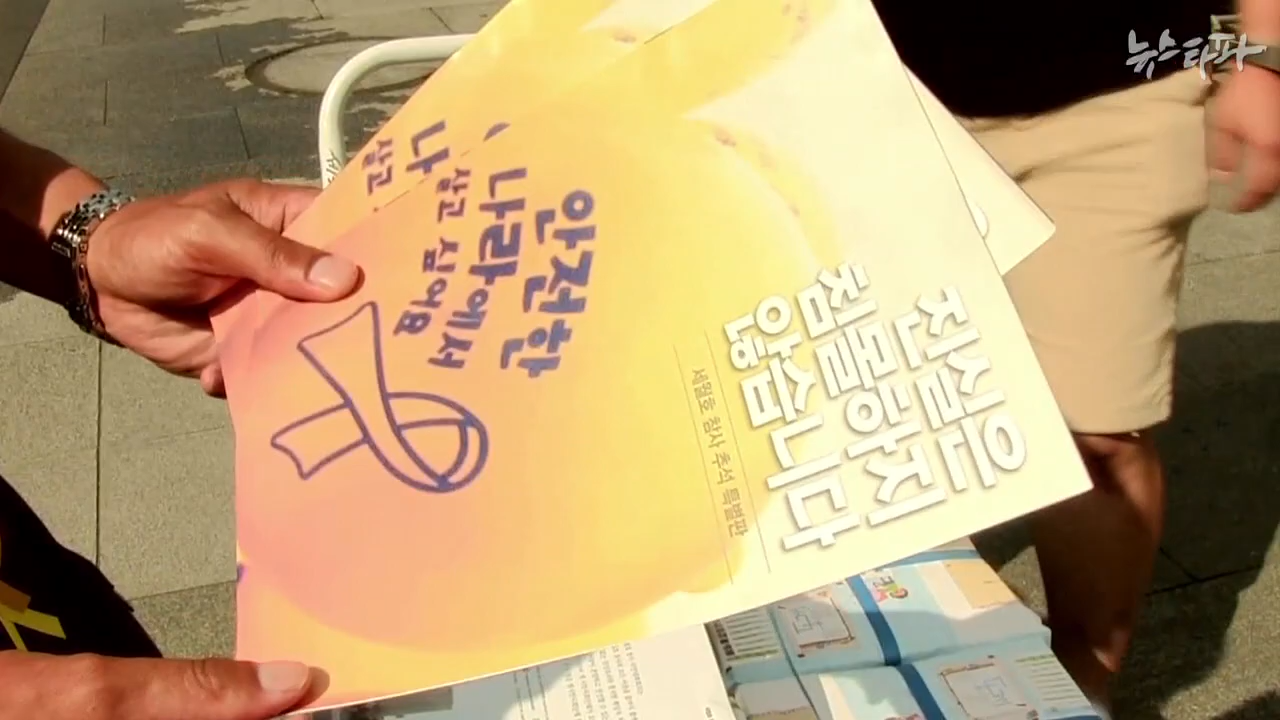 뉴스타파
진실은
침몰하지
않습니다
세월호 참사 추석 특별판
안전한
나라에서
살고 싶어요
나
살고